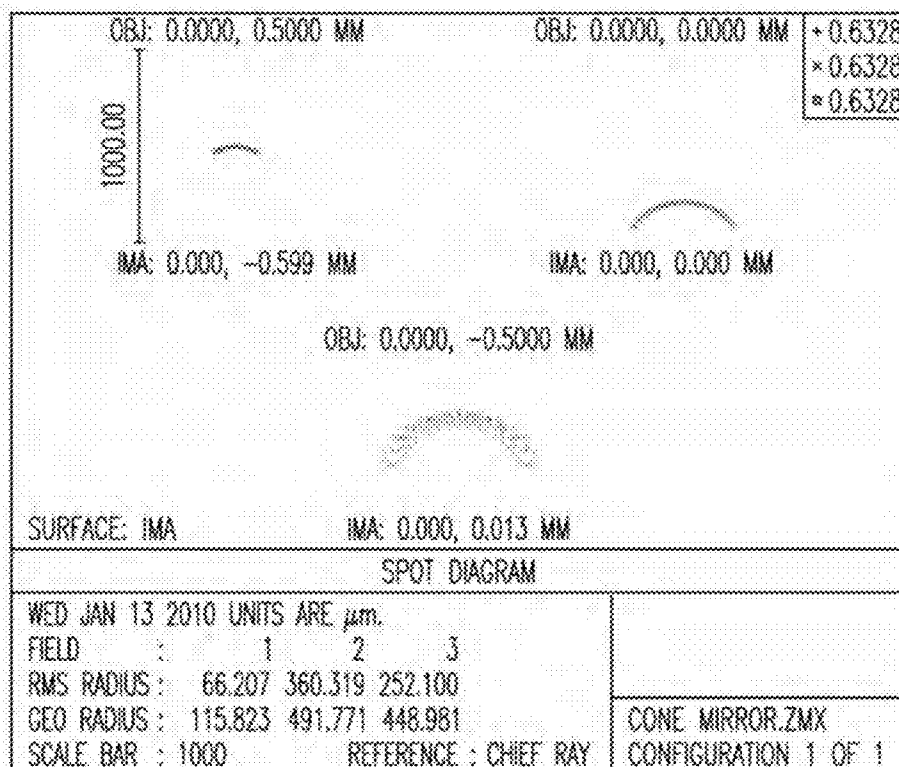 OBJ: 0.0000, 0.5000 MM
OBJ: 0.0000, 0.0000 MM
+ 0.6328
× 0.6328
¤ 0.6328
1000.00
IMA: 0.000, -0.599 MM
IMA: 0.000, 0.000 MM
OBJ: 0.0000, -0.5000 MM
SURFACE: IMA
IMA: 0.000, 0.013 MM
SPOT DIAGRAM
WED JAN 13 2010 UNITS ARE μm.
FIELD : 1 2 3
RMS RADIUS : 66.207 360.319 252.100
GEO RADIUS : 115.823 491.771 448.981
SCALE BAR : 1000 REFERENCE : CHIEF RAY
CONE MIRROR.ZMX
CONFIGURATION 1 OF 1